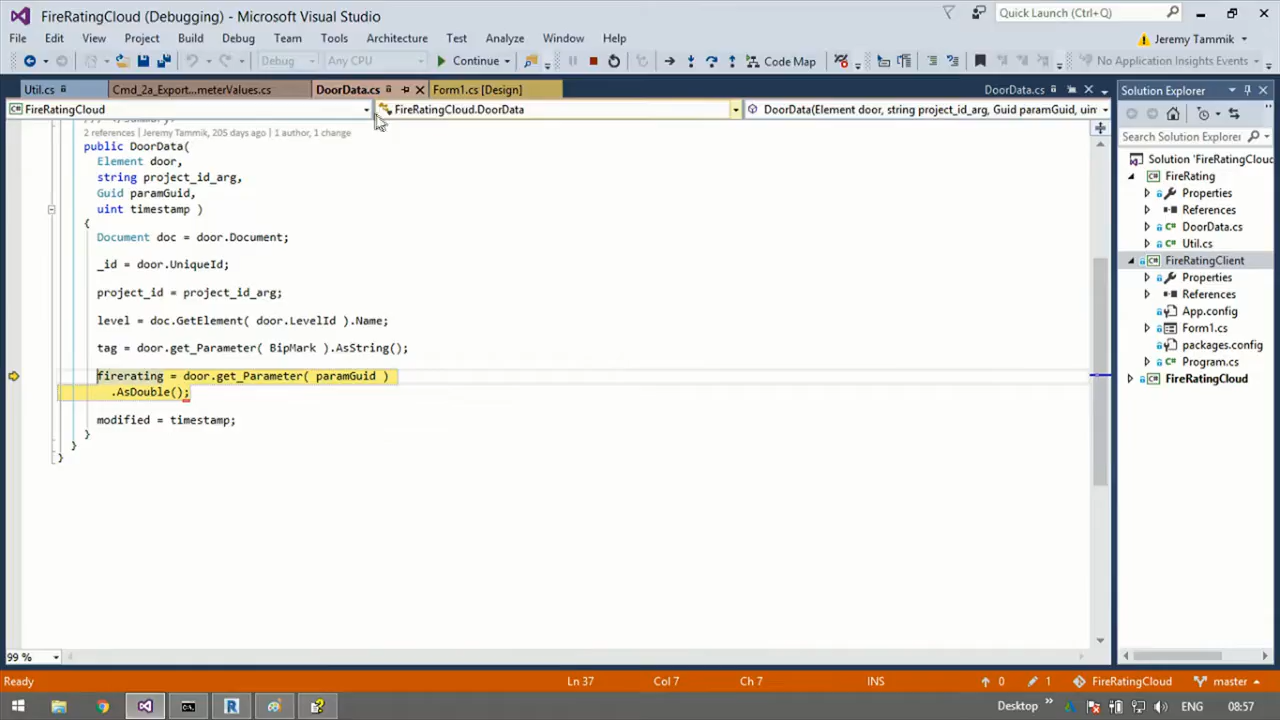 FireRatingCloud (Debugging) - Microsoft Visual Studio
Quick Launch (Ctrl+Q)
File Edit View Project Build Debug Team Tools Architecture Test Analyze Window Help
Jeremy Tammik
Debug Any CPU Continue Code Map No Application Insights Events
Util.cs Cmd_2a_Export...meterValues.cs DoorData.cs Form1.cs [Design] DoorData.cs
Solution Explorer
FireRatingCloud FireRatingCloud.DoorData DoorData(Element door, string project_id_arg, Guid paramGuid, uin
2 references | Jeremy Tammik, 205 days ago | 1 author, 1 change
public DoorData(
Element door,
string project_id_arg,
Guid paramGuid,
uint timestamp )
{
Document doc = door.Document;
_id = door.UniqueId;
project_id = project_id_arg;
level = doc.GetElement( door.LevelId ).Name;
tag = door.get_Parameter( BipMark ).AsString();
firerating = door.get_Parameter( paramGuid )
.AsDouble();
modified = timestamp;
}
}
}
Search Solution Explorer
Solution 'FireRatingCloud
FireRating
Properties
References
DoorData.cs
Util.cs
FireRatingClient
Properties
References
App.config
Form1.cs
packages.config
Program.cs
FireRatingCloud
99 %
Ready Ln 37 Col 7 Ch 7 INS 0 1 FireRatingCloud master
Desktop ENG 08:57